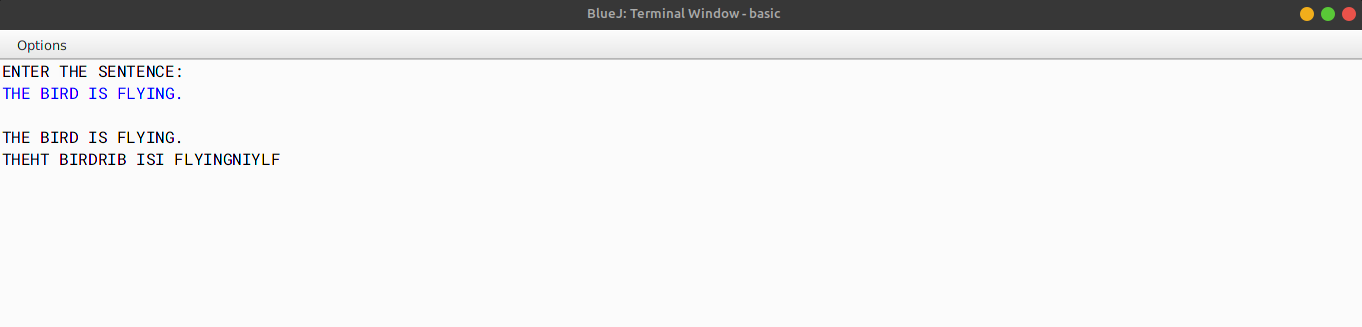 BlueJ: Terminal Window - basic
Options
ENTER THE SENTENCE:
THE BIRD IS FLYING.
THE BIRD IS FLYING.
THEHT BIRDRIB ISI FLYINGNIYLF